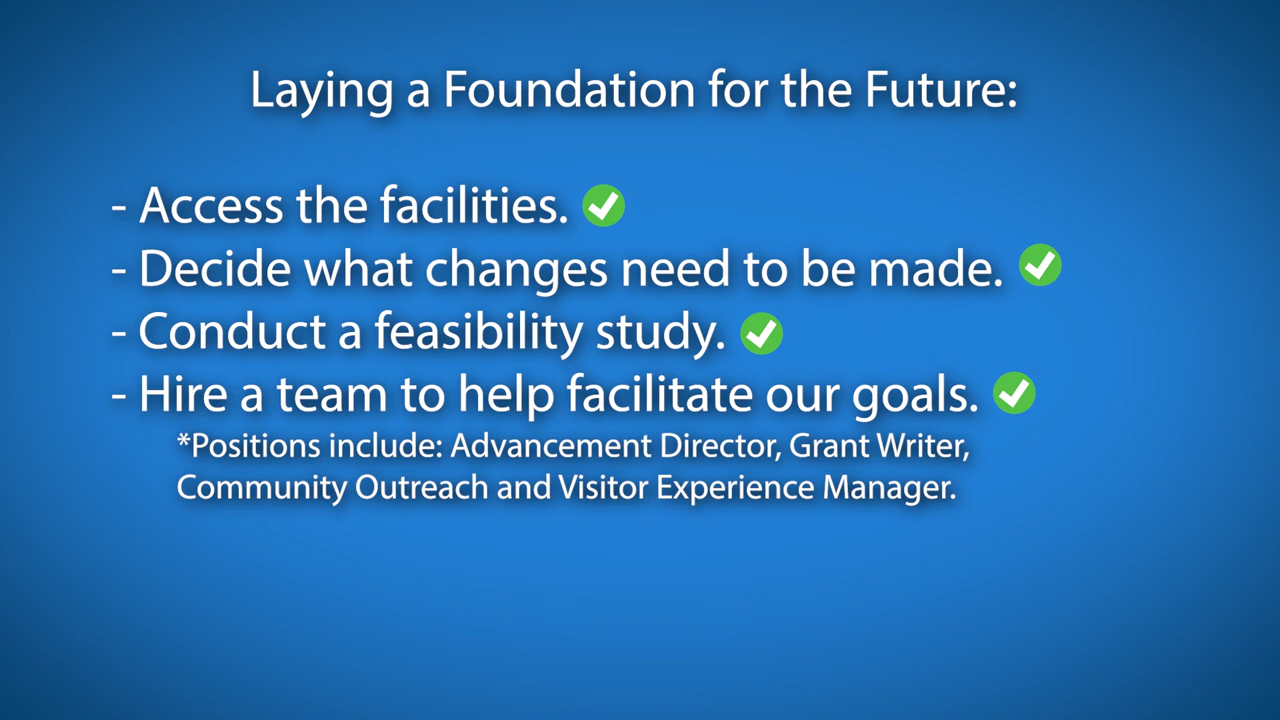 Laying a Foundation for the Future:
- Access the facilities.
- Decide what changes need to be made.
- Conduct a feasibility study.
- Hire a team to help facilitate our goals.
*Positions include: Advancement Director, Grant Writer,
Community Outreach and Visitor Experience Manager.